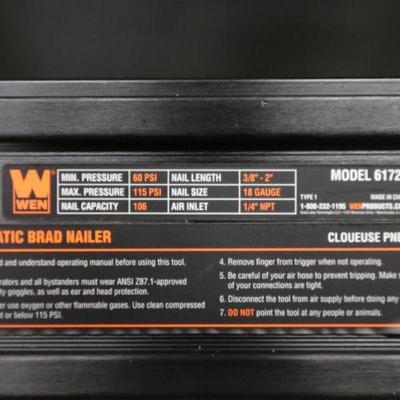 WEN
MIN. PRESSURE 60 PSI NAIL LENGTH 3/8" - 2"
MAX. PRESSURE 115 PSI NAIL SIZE 18 GAUGE
NAIL CAPACITY 106 AIR INLET 1/4" NPT
MODEL 6172
TYPE 1 MADE IN CH
1-800-232-1195 WENPRODUCTS.C
ATIC BRAD NAILER
CLOUEUSE PNE
d and understand operating manual before using this tool.
rators and all bystanders must wear ANSI Z87.1-approved
y goggles, as well as ear and head protection.
er use oxygen or other flammable gases. Use clean compressed
t or below 115 PSI.
4. Remove finger from trigger when not operating.
5. Be careful of your air hose to prevent tripping. Make s
of your connections are tight.
6. Disconnect the tool from air supply before doing any
7. DO NOT point the tool at any people or animals.